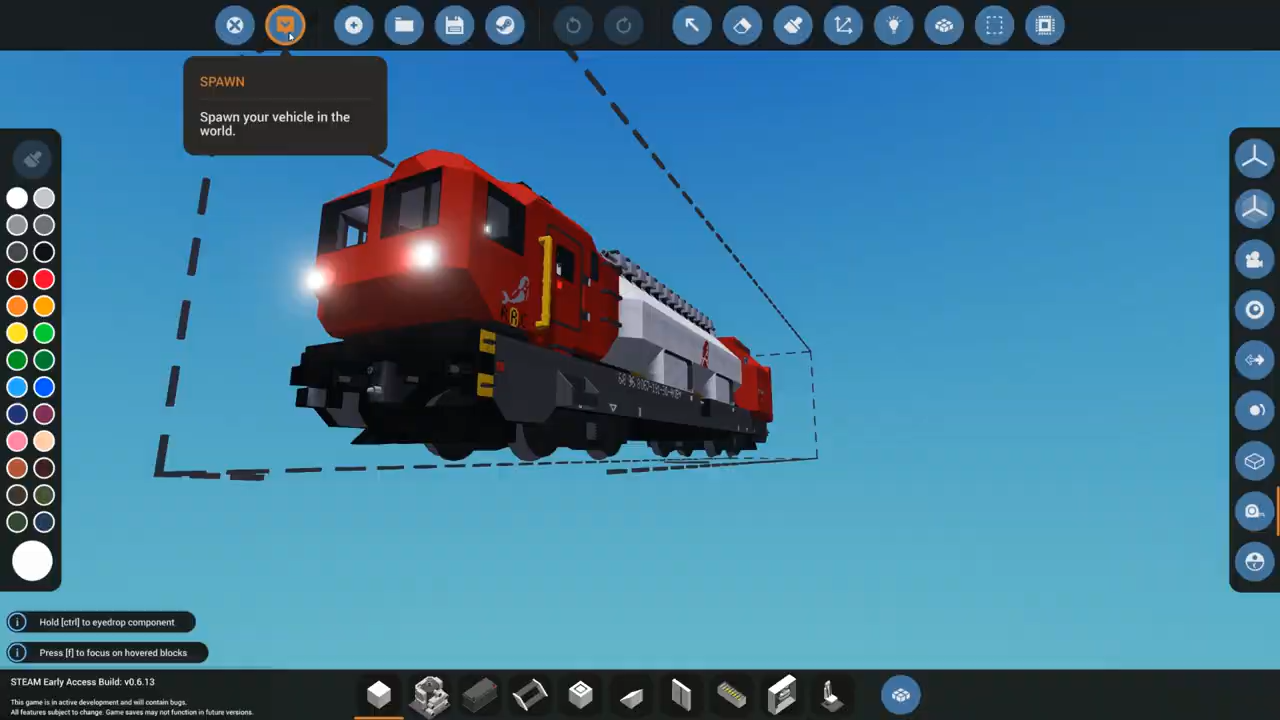 SPAWN
Spawn your vehicle in the
world.
Hold [ctrl] to eyedrop component
Press [f] to focus on hovered blocks
STEAM Early Access Build: v0.6.13
This game is in active development and will contain bugs.
All features subject to change. Game saves may not function in future versions.